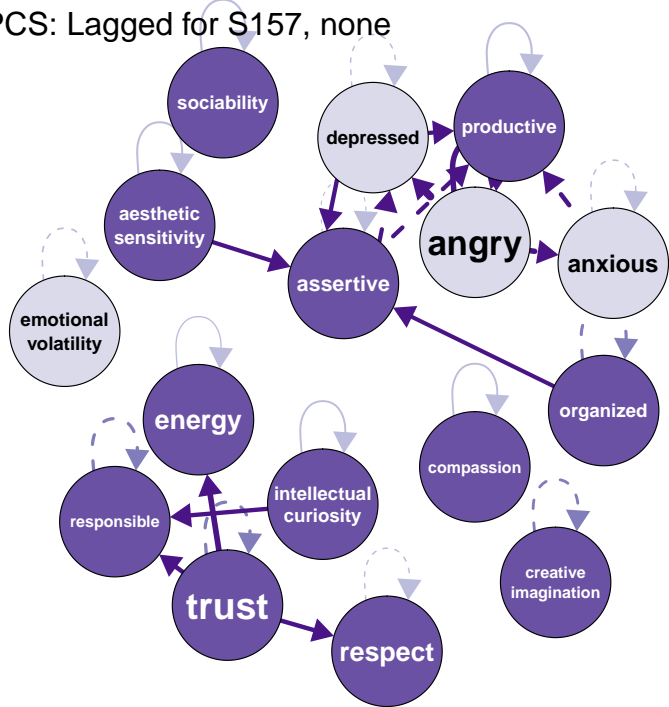 PCS: Lagged for S157, none
sociability
depressed
productive
aesthetic
sensitivity
angry
anxious
assertive
emotional
volatility
energy
organized
compassion
intellectual
curiosity
responsible
creative
imagination
trust
respect